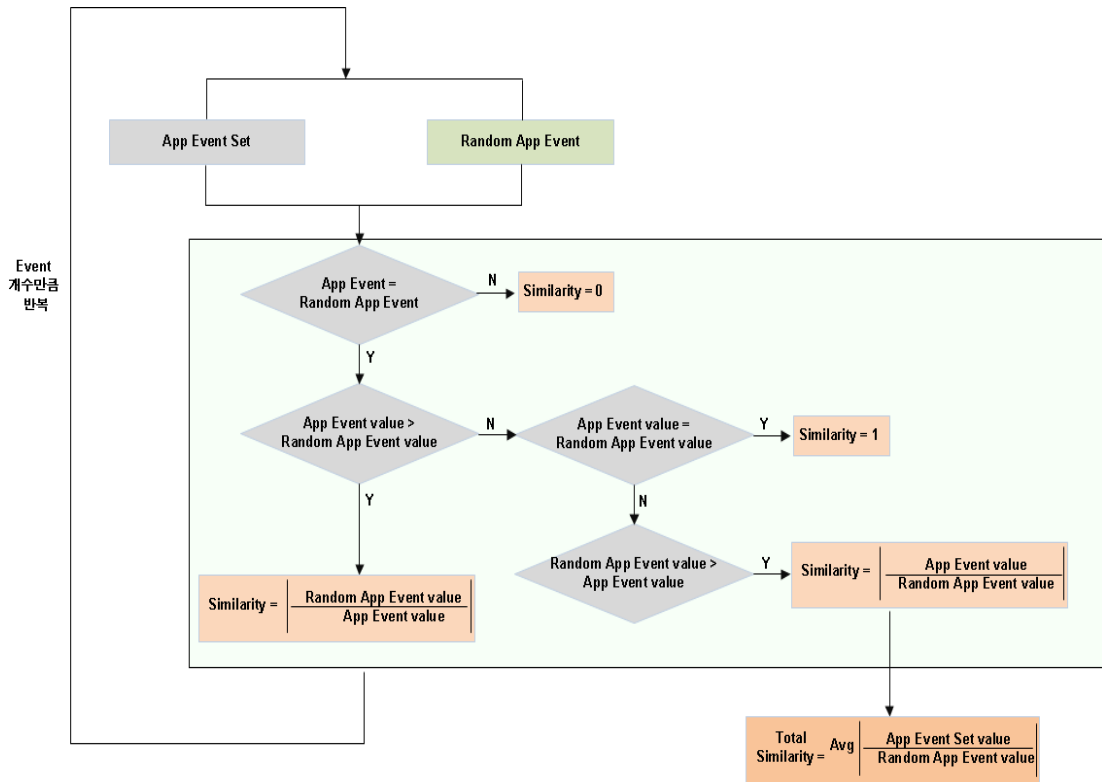 App Event Set
Random App Event
Event
개수만큼
반복
App Event =
Random App Event
N
Similarity = 0
Y
App Event value >
Random App Event value
N
App Event value =
Random App Event value
Y
Similarity = 1
Y
N
Random App Event value >
App Event value
Y
Similarity =
App Event value
Random App Event value
Similarity =
Random App Event value
App Event value
Total
Similarity =
Avg
App Event Set value
Random App Event value